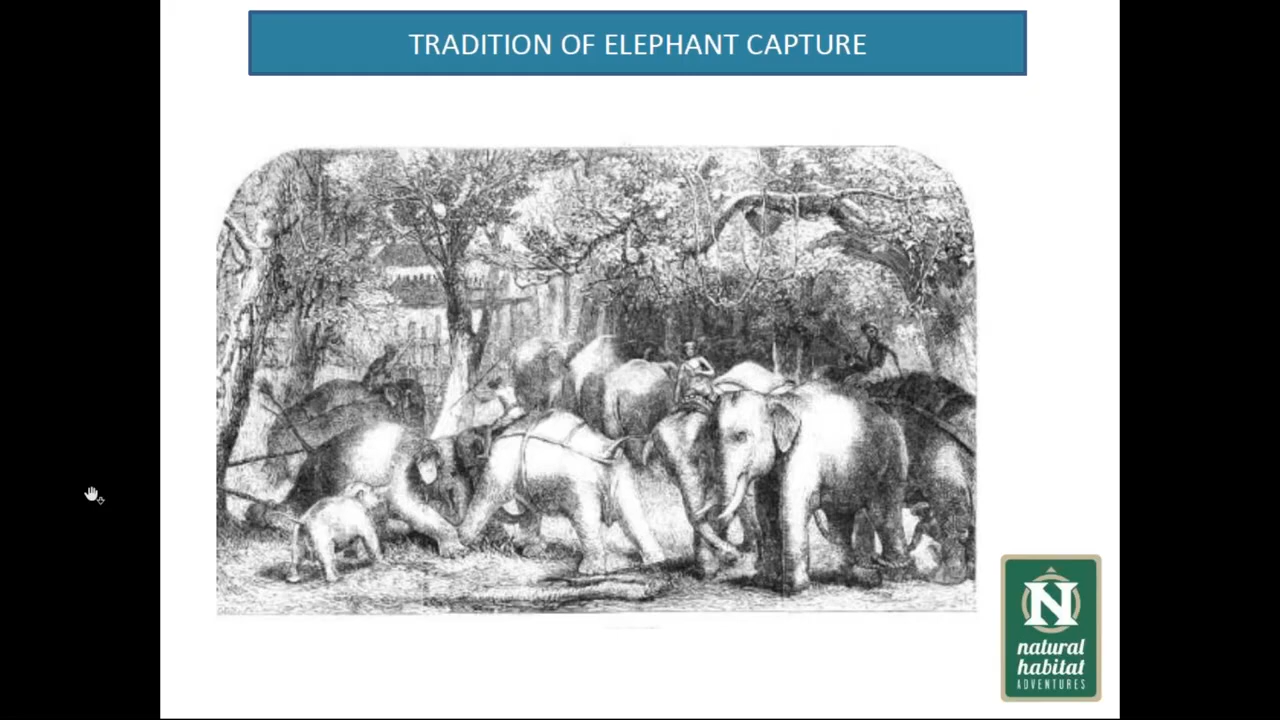 TRADITION OF ELEPHANT CAPTURE
N
natural
habitat
ADVENTURES